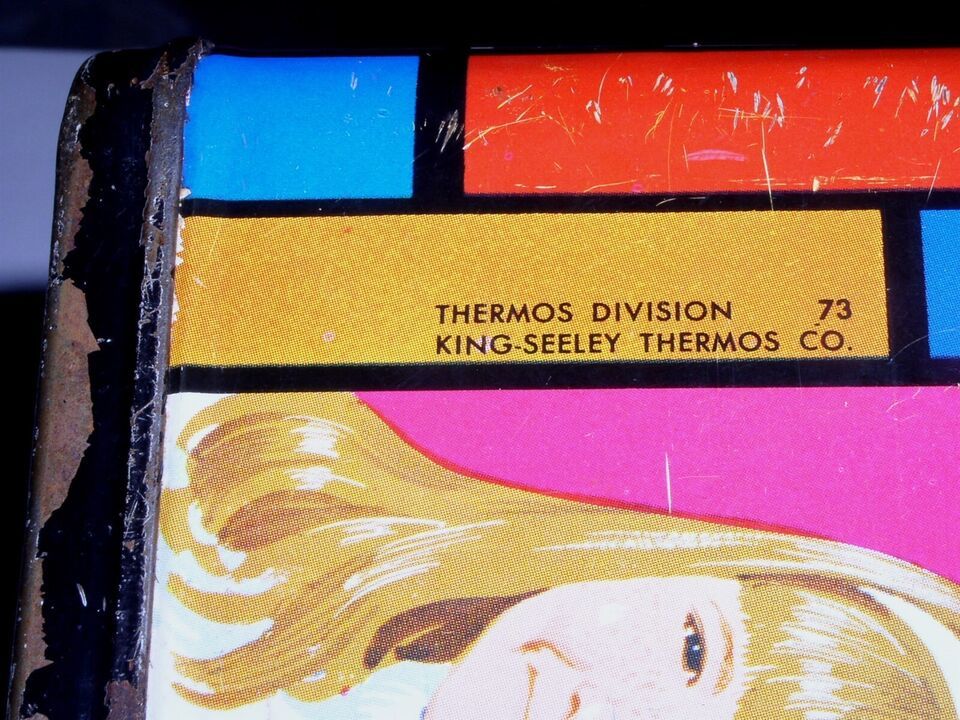 THERMOS DIVISION 73
KING-SEELEY THERMOS CO.